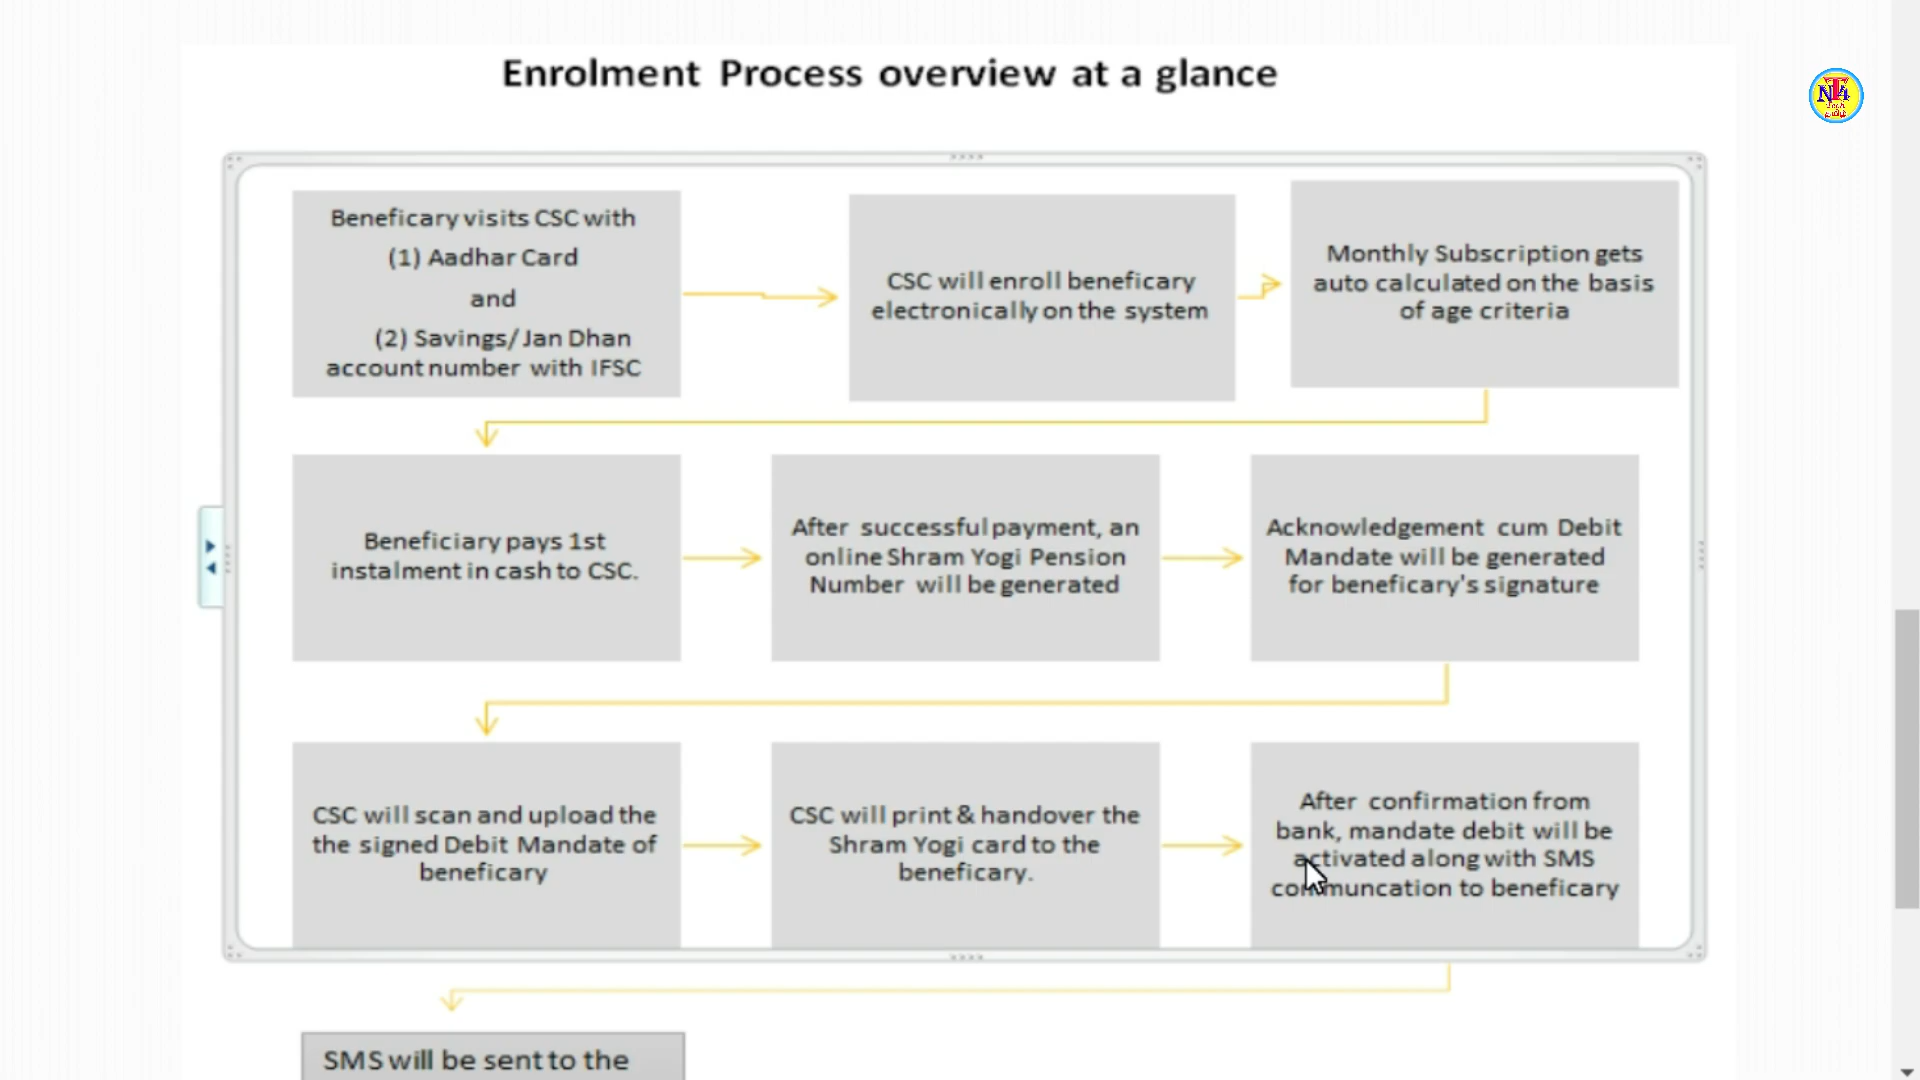 Enrolment Process overview at a glance
NTA
Tech
Beneficary visits CSC with
(1) Aadhar Card
and
(2) Savings/ Jan Dhan
account number with IFSC
CSC will enroll beneficary
electronically on the system
Monthly Subscription gets
auto calculated on the basis
of age criteria
Beneficiary pays 1st
instalment in cash to CSC.
After successful payment, an
online Shram Yogi Pension
Number will be generated
Acknowledgement cum Debit
Mandate will be generated
for beneficary's signature
CSC will scan and upload the
the signed Debit Mandate of
beneficary
CSC will print & handover the
Shram Yogi card to the
beneficary.
After confirmation from
bank, mandate debit will be
activated along with SMS
communcation to beneficary
SMS will be sent to the